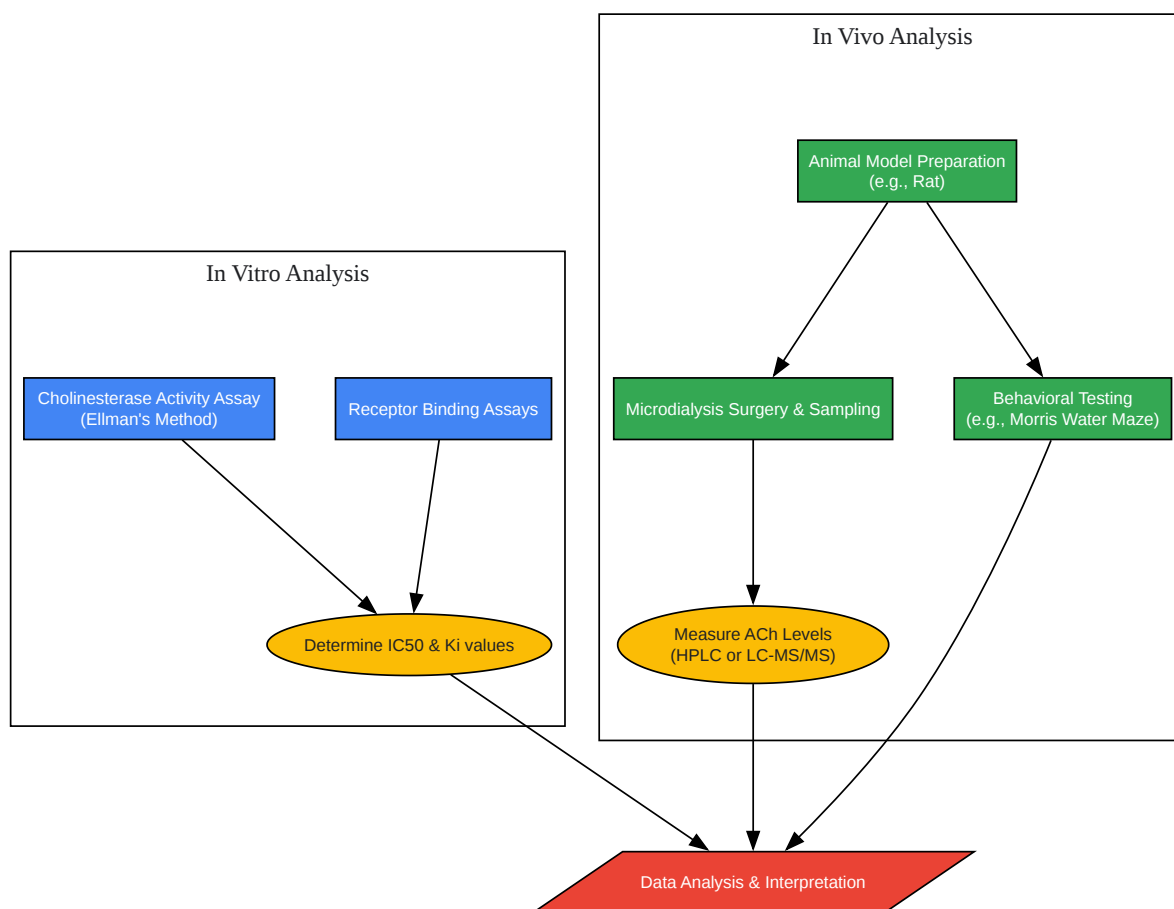 In Vivo Analysis
Animal Model Preparation
(e.g., Rat)
In Vitro Analysis
Cholinesterase Activity Assay
(Ellman's Method)
Receptor Binding Assays
Microdialysis Surgery & Sampling
Behavioral Testing
(e.g., Morris Water Maze)
Determine IC50 & Ki values
Measure ACh Levels
(HPLC or LC-MS/MS)
Data Analysis & Interpretation